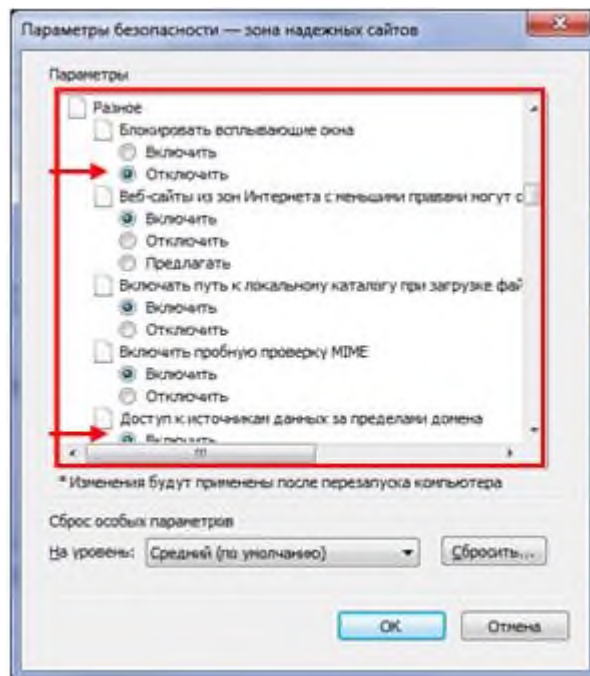 Параметры безопасности — зона надежных сайтов
Параметры
Разное
Блокировать всплывающие окна
Включить
Отключить
Веб-сайты из зон Интернета с меньшими правами могут с
Включить
Отключить
Предлагать
Включать путь к локальному каталогу при загрузке фай
Включить
Отключить
Включить пробную проверку MIME
Включить
Отключить
Доступ к источникам данных за пределами домена
Включить
* Изменения будут применены после перезапуска компьютера
Сброс особых параметров
На уровень: Средний (по умолчанию) Сбросить...
OK Отмена